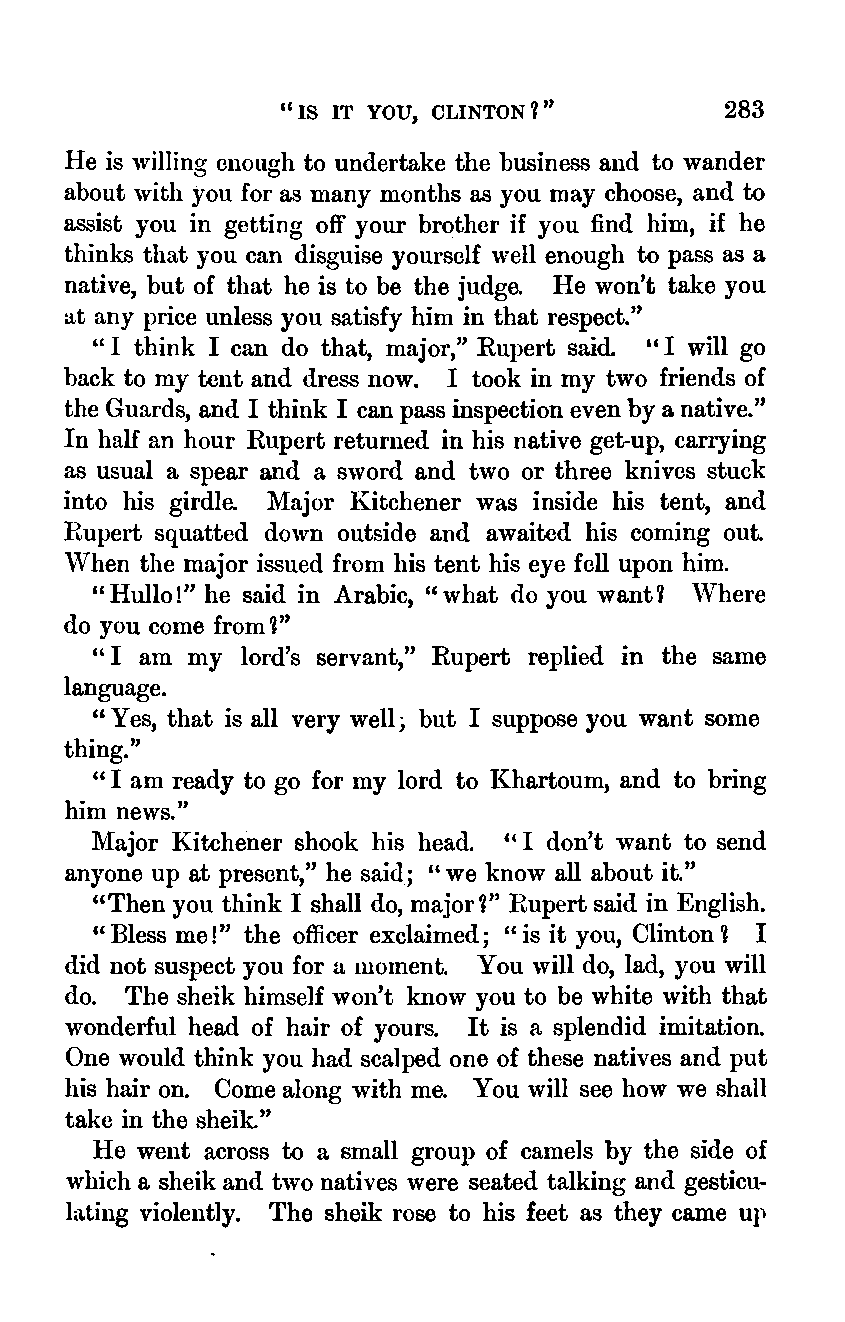 "IS IT YOU, CLINTON?" 283
He is willing enough to undertake the business and to wander
about with you for as many months as you may choose, and to
assist you in getting off your brother if you find him, if he
thinks that you can disguise yourself well enough to pass as a
native, but of that he is to be the judge. He won't take you
at any price unless you satisfy him in that respect."
"I think I can do that, major," Rupert said. "I will go
back to my tent and dress now. I took in my two friends of
the Guards, and I think I can pass inspection even by a native."
In half an hour Rupert returned in his native get-up, carrying
as usual a spear and a sword and two or three knives stuck
into his girdle. Major Kitchener was inside his tent, and
Rupert squatted down outside and awaited his coming out.
When the major issued from his tent his eye fell upon him.
"Hullo!" he said in Arabic, "what do you want? Where
do you come from?"
"I am my lord's servant," Rupert replied in the same
language.
"Yes, that is all very well; but I suppose you want some
thing."
"I am ready to go for my lord to Khartoum, and to bring
him news."
Major Kitchener shook his head. "I don't want to send
anyone up at present," he said; "we know all about it."
"Then you think I shall do, major?" Rupert said in English.
"Bless me!" the officer exclaimed; "is it you, Clinton? I
did not suspect you for a moment. You will do, lad, you will
do. The sheik himself won't know you to be white with that
wonderful head of hair of yours. It is a splendid imitation.
One would think you had scalped one of these natives and put
his hair on. Come along with me. You will see how we shall
take in the sheik."
He went across to a small group of camels by the side of
which a sheik and two natives were seated talking and gesticu-
lating violently. The sheik rose to his feet as they came up